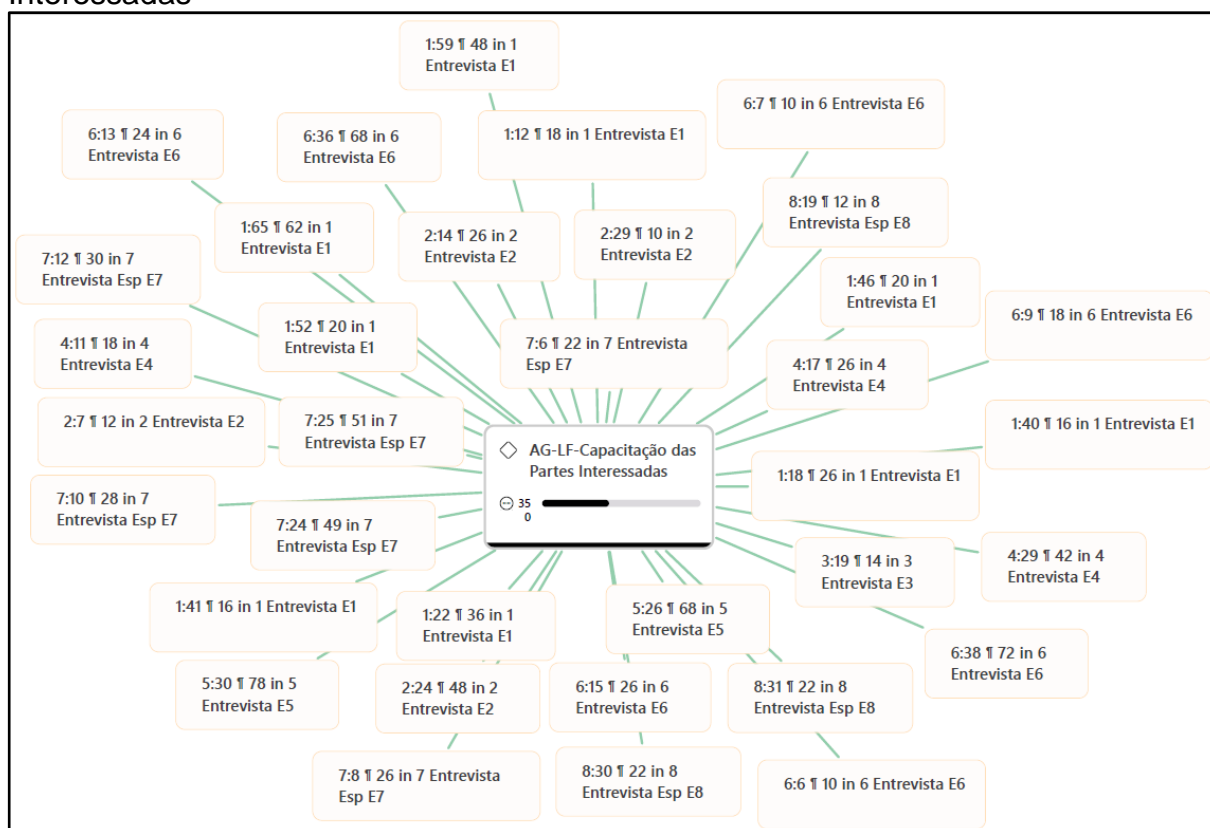 interessadas
1:59 ¶ 48 in 1
Entrevista E1
6:7 ¶ 10 in 6 Entrevista E6
6:13 ¶ 24 in 6
Entrevista E6
6:36 ¶ 68 in 6
Entrevista E6
1:12 ¶ 18 in 1 Entrevista E1
8:19 ¶ 12 in 8
Entrevista Esp E8
1:65 ¶ 62 in 1
Entrevista E1
2:14 ¶ 26 in 2
Entrevista E2
2:29 ¶ 10 in 2
Entrevista E2
7:12 ¶ 30 in 7
Entrevista Esp E7
1:46 ¶ 20 in 1
Entrevista E1
6:9 ¶ 18 in 6 Entrevista E6
1:52 ¶ 20 in 1
Entrevista E1
4:11 ¶ 18 in 4
Entrevista E4
7:6 ¶ 22 in 7 Entrevista
Esp E7
4:17 ¶ 26 in 4
Entrevista E4
2:7 ¶ 12 in 2 Entrevista E2
7:25 ¶ 51 in 7
Entrevista Esp E7
1:40 ¶ 16 in 1 Entrevista E1
AG-LF-Capacitação das
Partes Interessadas
35
0
1:18 ¶ 26 in 1 Entrevista E1
7:10 ¶ 28 in 7
Entrevista Esp E7
7:24 ¶ 49 in 7
Entrevista Esp E7
3:19 ¶ 14 in 3
Entrevista E3
4:29 ¶ 42 in 4
Entrevista E4
1:41 ¶ 16 in 1 Entrevista E1
1:22 ¶ 36 in 1
Entrevista E1
5:26 ¶ 68 in 5
Entrevista E5
6:38 ¶ 72 in 6
Entrevista E6
5:30 ¶ 78 in 5
Entrevista E5
2:24 ¶ 48 in 2
Entrevista E2
6:15 ¶ 26 in 6
Entrevista E6
8:31 ¶ 22 in 8
Entrevista Esp E8
7:8 ¶ 26 in 7 Entrevista
Esp E7
8:30 ¶ 22 in 8
Entrevista Esp E8
6:6 ¶ 10 in 6 Entrevista E6